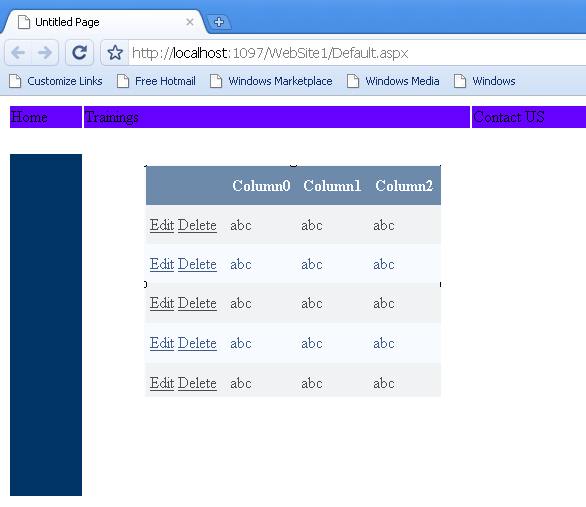 Untitled Page
http://localhost:1097/WebSite1/Default.aspx
Customize Links Free Hotmail Windows Marketplace Windows Media Windows
Home Trainings Contact US
Column0 Column1 Column2
Edit Delete abc abc abc
Edit Delete abc abc abc
Edit Delete abc abc abc
Edit Delete abc abc abc
Edit Delete abc abc abc